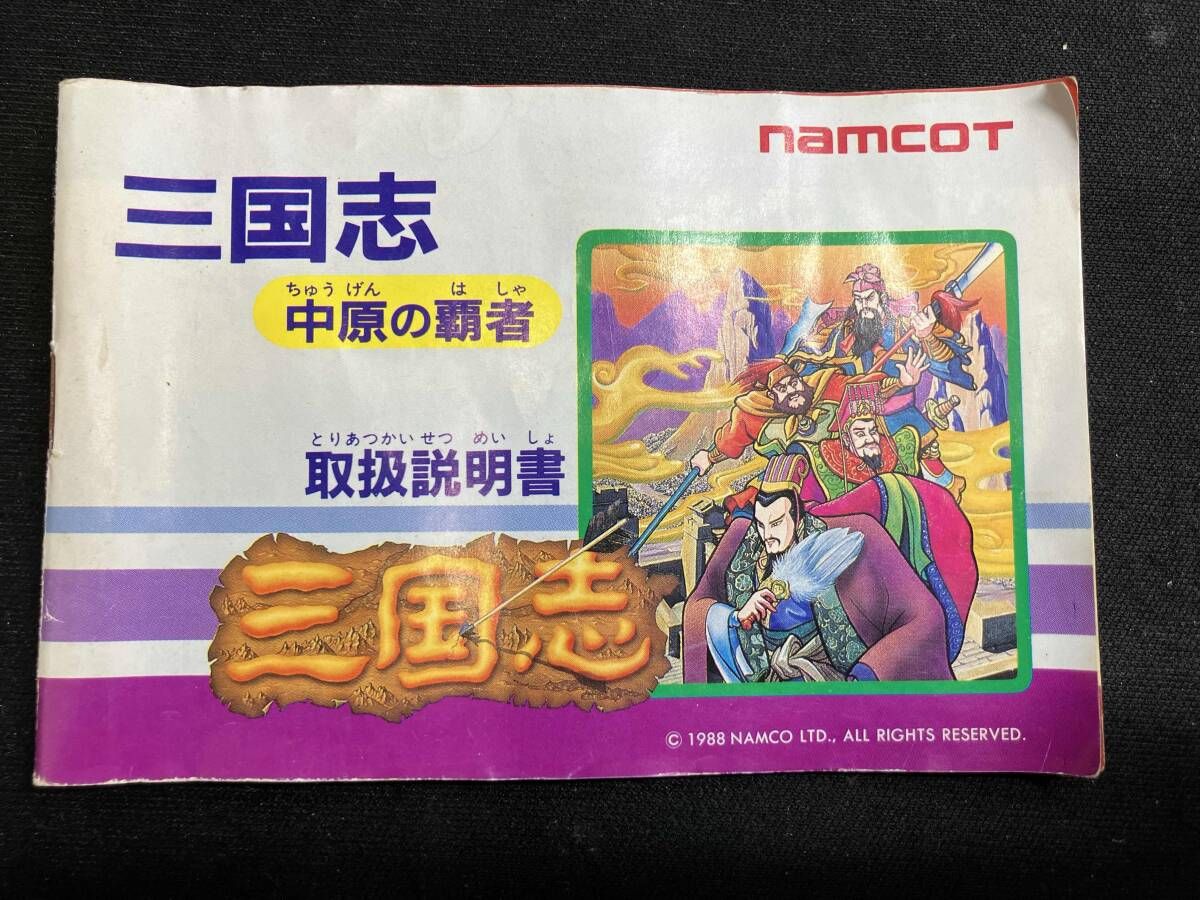 namcoT
三国志
ちゅう げん は しゃ
中原の覇者
とりあつかい せつ めい しょ
取扱説明書
三国志
© 1988 NAMCO LTD., ALL RIGHTS RESERVED.